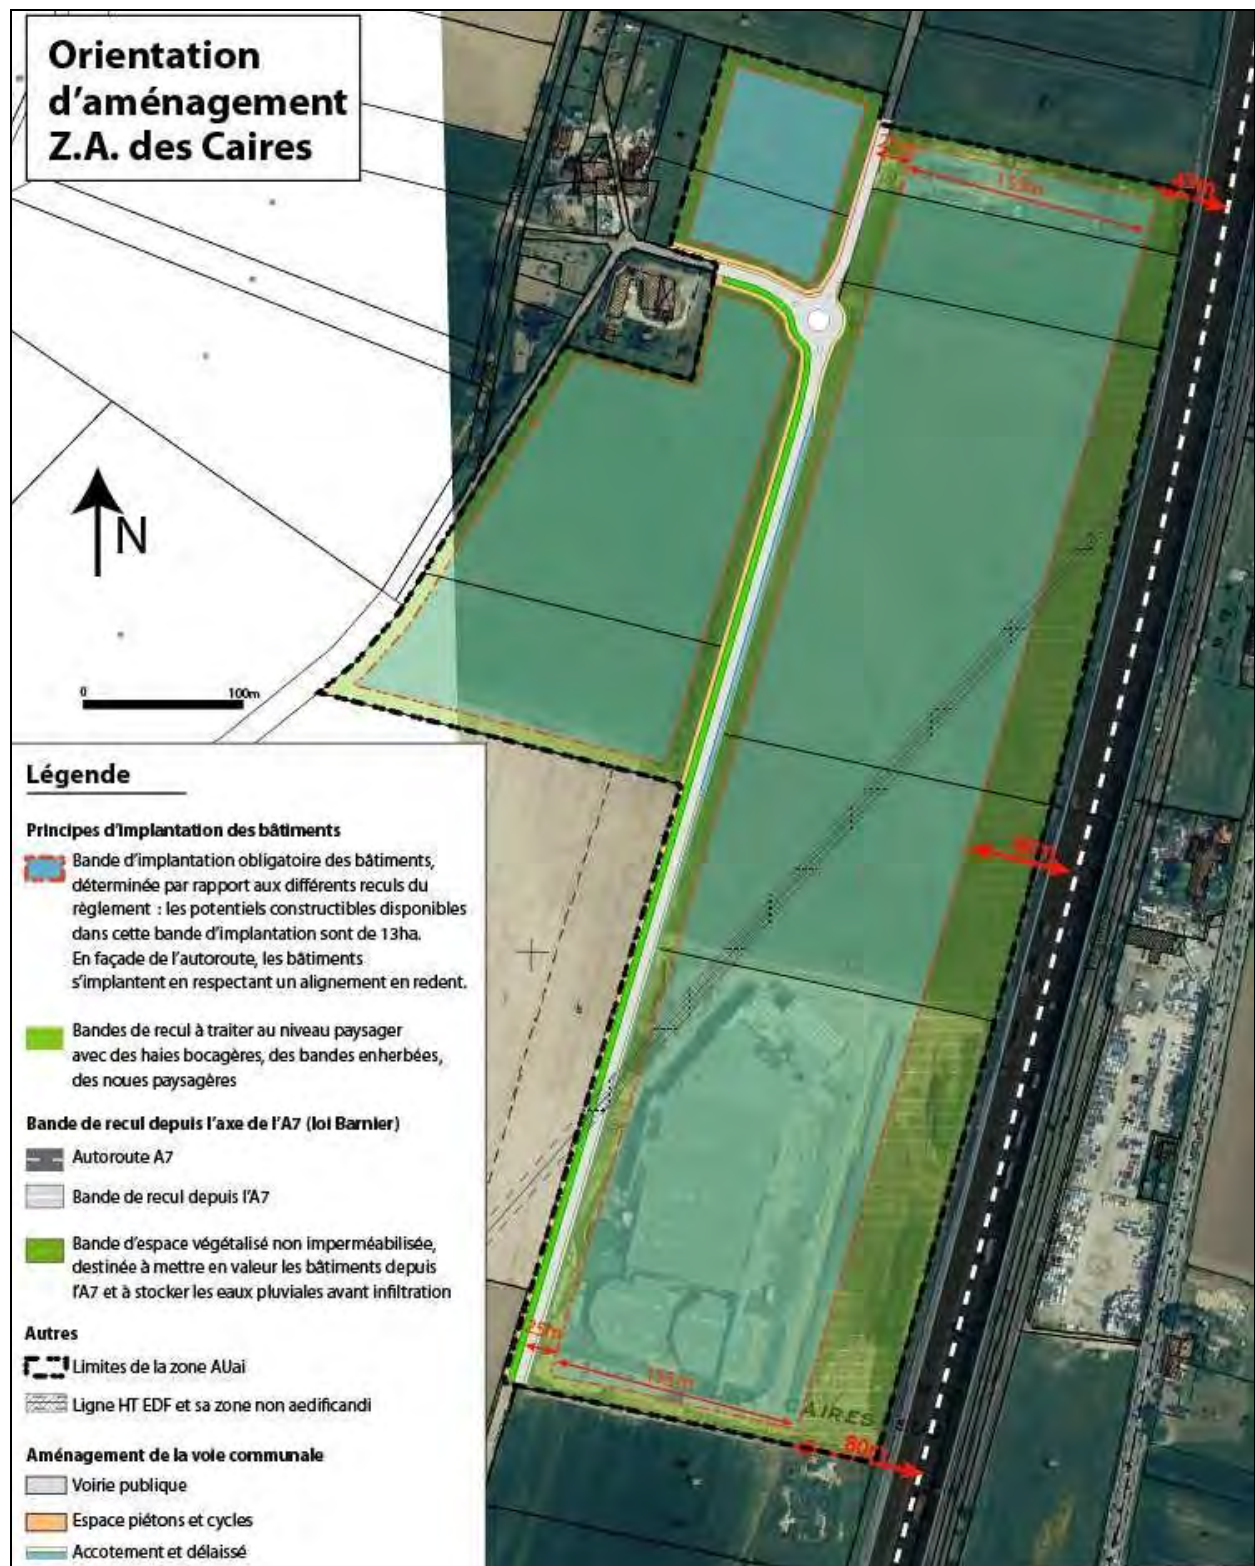 Orientation
d'aménagement
Z.A. des Caires
153m
N
0 100m
25m
155m
CAIRES
80m
Légende
Principes d'implantation des bâtiments
Bande d'implantation obligatoire des bâtiments,
déterminée par rapport aux différents reculs du
règlement : les potentiels constructibles disponibles
dans cette bande d'implantation sont de 13ha.
En façade de l'autoroute, les bâtiments
s'implantent en respectant un alignement en redent.
Bandes de recul à traiter au niveau paysager
avec des haies bocagères, des bandes enherbées,
des noues paysagères
Bande de recul depuis l'axe de l'A7 (loi Barnier)
Autoroute A7
Bande de recul depuis l'A7
Bande d'espace végétalisé non imperméabilisée,
destinée à mettre en valeur les bâtiments depuis
l'A7 et à stocker les eaux pluviales avant infiltration
Autres
Limites de la zone AUai
Ligne HT EDF et sa zone non aedificandi
Aménagement de la voie communale
Voirie publique
Espace piétons et cycles
Accotement et délaissé